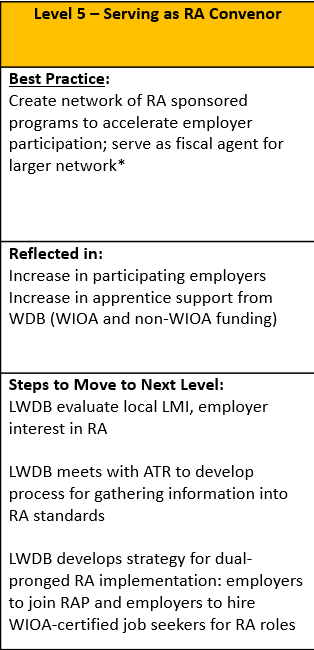 Level 5 – Serving as RA Convenor
Best Practice:
Create network of RA sponsored
programs to accelerate employer
participation; serve as fiscal agent for
larger network*
Reflected in:
Increase in participating employers
Increase in apprentice support from
WDB (WIOA and non-WIOA funding)
Steps to Move to Next Level:
LWDB evaluate local LMI, employer
interest in RA
LWDB meets with ATR to develop
process for gathering information into
RA standards
LWDB develops strategy for dual-
pronged RA implementation: employers
to join RAP and employers to hire
WIOA-certified job seekers for RA roles